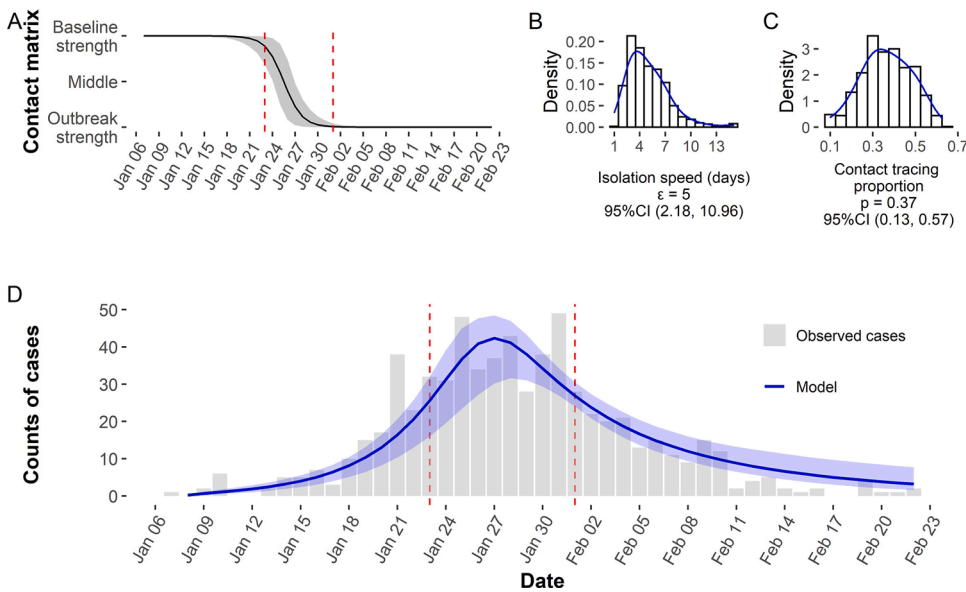 A.
Contact matrix
Baseline
strength
Middle
Outbreak
strength
Jan 06
Jan 09
Jan 12
Jan 15
Jan 18
Jan 21
Jan 24
Jan 27
Jan 30
Feb 02
Feb 05
Feb 08
Feb 11
Feb 14
Feb 17
Feb 20
Feb 23
B
Density
0.20
0.15
0.10
0.05
0.00
1 4 7 10 13
Isolation speed (days)
ε = 5
95%CI (2.18, 10.96)
C.
Density
3
2
1
0
0.1 0.3 0.5 0.7
Contact tracing
proportion
p = 0.37
95%CI (0.13, 0.57)
D
Counts of cases
50
40
30
20
10
0
Jan 06
Jan 09
Jan 12
Jan 15
Jan 18
Jan 21
Jan 24
Jan 27
Jan 30
Feb 02
Feb 05
Feb 08
Feb 11
Feb 14
Feb 17
Feb 20
Feb 23
Date
Observed cases
Model